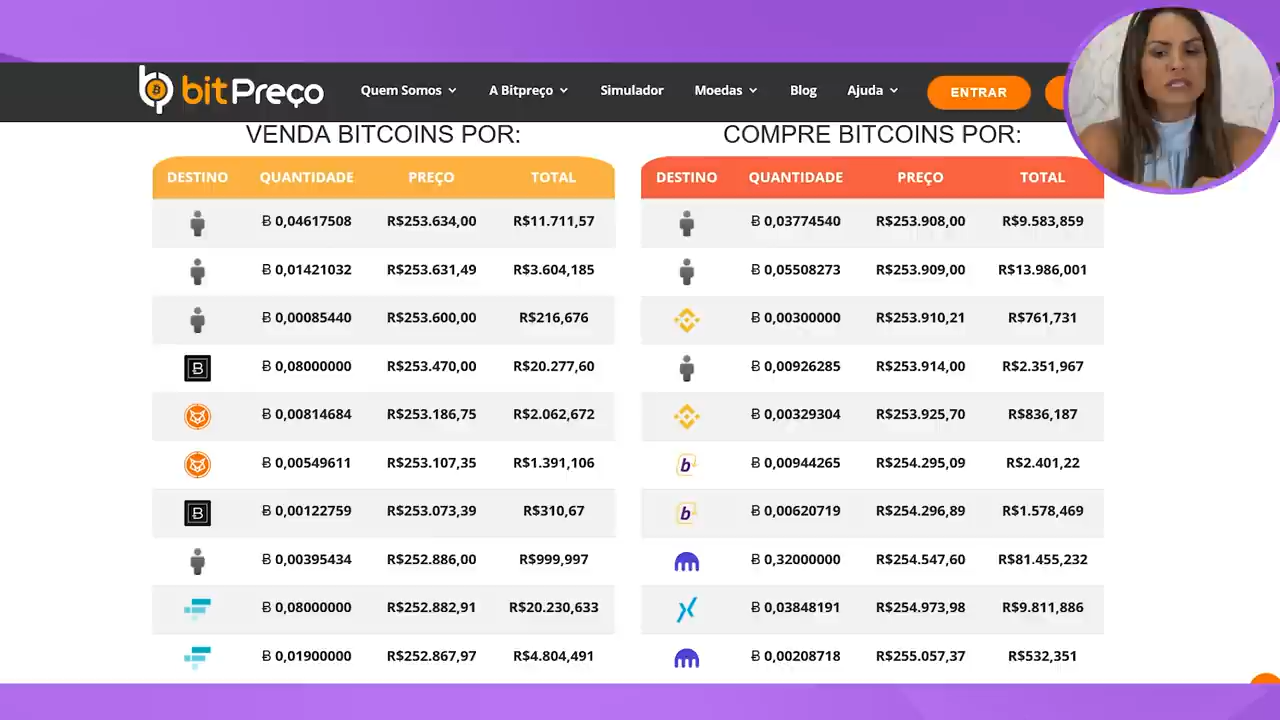 bitPreço Quem Somos A Bitpreço Simulador Moedas Blog Ajuda ENTRAR
VENDA BITCOINS POR:
DESTINO QUANTIDADE PREÇO TOTAL
Ƀ 0,04617508 R$253.634,00 R$11.711,57
Ƀ 0,01421032 R$253.631,49 R$3.604,185
Ƀ 0,00085440 R$253.600,00 R$216,676
Ƀ 0,08000000 R$253.470,00 R$20.277,60
Ƀ 0,00814684 R$253.186,75 R$2.062,672
Ƀ 0,00549611 R$253.107,35 R$1.391,106
Ƀ 0,00122759 R$253.073,39 R$310,67
Ƀ 0,00395434 R$252.886,00 R$999,997
Ƀ 0,08000000 R$252.882,91 R$20.230,633
Ƀ 0,01900000 R$252.867,97 R$4.804,491
COMPRE BITCOINS POR:
DESTINO QUANTIDADE PREÇO TOTAL
Ƀ 0,03774540 R$253.908,00 R$9.583,859
Ƀ 0,05508273 R$253.909,00 R$13.986,001
Ƀ 0,00300000 R$253.910,21 R$761,731
Ƀ 0,00926285 R$253.914,00 R$2.351,967
Ƀ 0,00329304 R$253.925,70 R$836,187
Ƀ 0,00944265 R$254.295,09 R$2.401,22
Ƀ 0,00620719 R$254.296,89 R$1.578,469
Ƀ 0,32000000 R$254.547,60 R$81.455,232
Ƀ 0,03848191 R$254.973,98 R$9.811,886
Ƀ 0,00208718 R$255.057,37 R$532,351